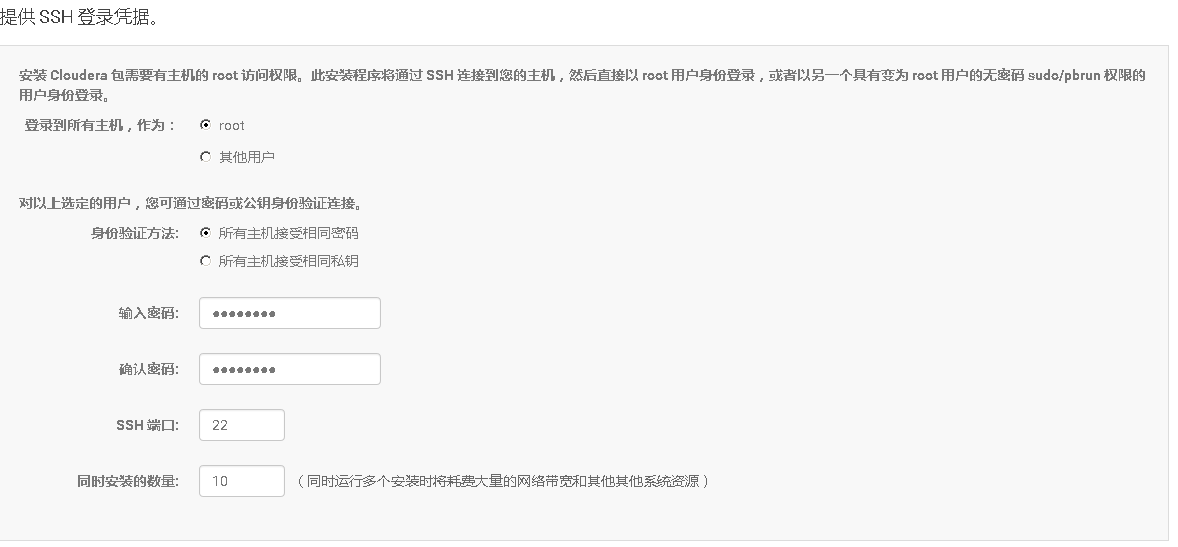 提供 SSH 登录凭据。
安装 Cloudera 包需要有主机的 root 访问权限。此安装程序将通过 SSH 连接到您的主机，然后直接以 root 用户身份登录，或者以另一个具有变为 root 用户的无密码 sudo/pbrun 权限的
用户身份登录。
登录到所有主机，作为： root
其他用户
对以上选定的用户，您可通过密码或公钥身份验证连接。
身份验证方法: 所有主机接受相同密码
所有主机接受相同私钥
输入密码: ●●●●●●●●
确认密码: ●●●●●●●●
SSH 端口: 22
同时安装的数量: 10 （同时运行多个安装时将耗费大量的网络带宽和其他其他系统资源）